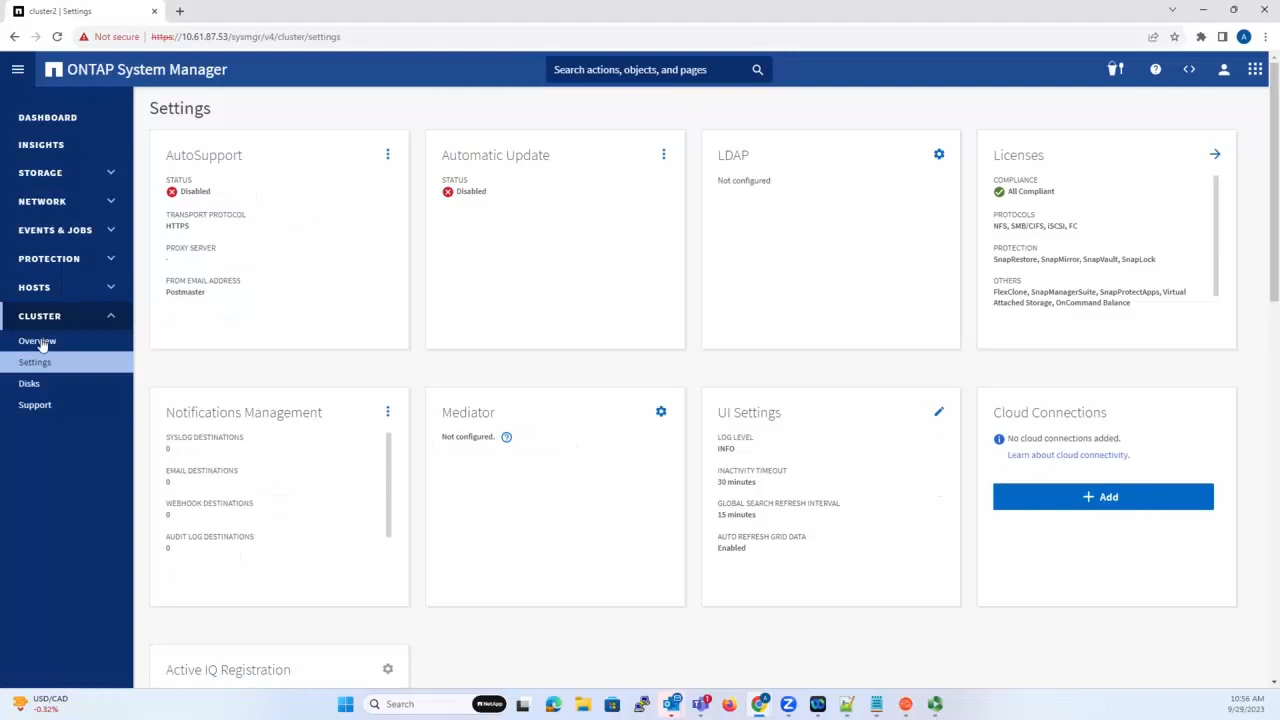 cluster2 | Settings
Not secure
https://10.61.87.53/sysmgr/v4/cluster/settings
A
ONTAP System Manager
Search actions, objects, and pages
DASHBOARD
INSIGHTS
STORAGE
NETWORK
EVENTS & JOBS
PROTECTION
HOSTS
CLUSTER
Overview
Settings
Disks
Support
Settings
AutoSupport
STATUS
Disabled
TRANSPORT PROTOCOL
HTTPS
PROXY SERVER
-
FROM EMAIL ADDRESS
Postmaster
Automatic Update
STATUS
Disabled
LDAP
Not configured
Licenses
COMPLIANCE
All Compliant
PROTOCOLS
NFS, SMB/CIFS, iSCSI, FC
PROTECTION
SnapRestore, SnapMirror, SnapVault, SnapLock
OTHERS
FlexClone, SnapManagerSuite, SnapProtectApps, Virtual
Attached Storage, OnCommand Balance
Notifications Management
SYSLOG DESTINATIONS
0
EMAIL DESTINATIONS
0
WEBHOOK DESTINATIONS
0
AUDIT LOG DESTINATIONS
0
Mediator
Not configured.
UI Settings
LOG LEVEL
INFO
INACTIVITY TIMEOUT
30 minutes
GLOBAL SEARCH REFRESH INTERVAL
15 minutes
AUTO REFRESH GRID DATA
Enabled
Cloud Connections
No cloud connections added.
Learn about cloud connectivity.
+ Add
Active IQ Registration
USD/CAD
-0.32%
Search
NetApp
10:56 AM
9/29/2023